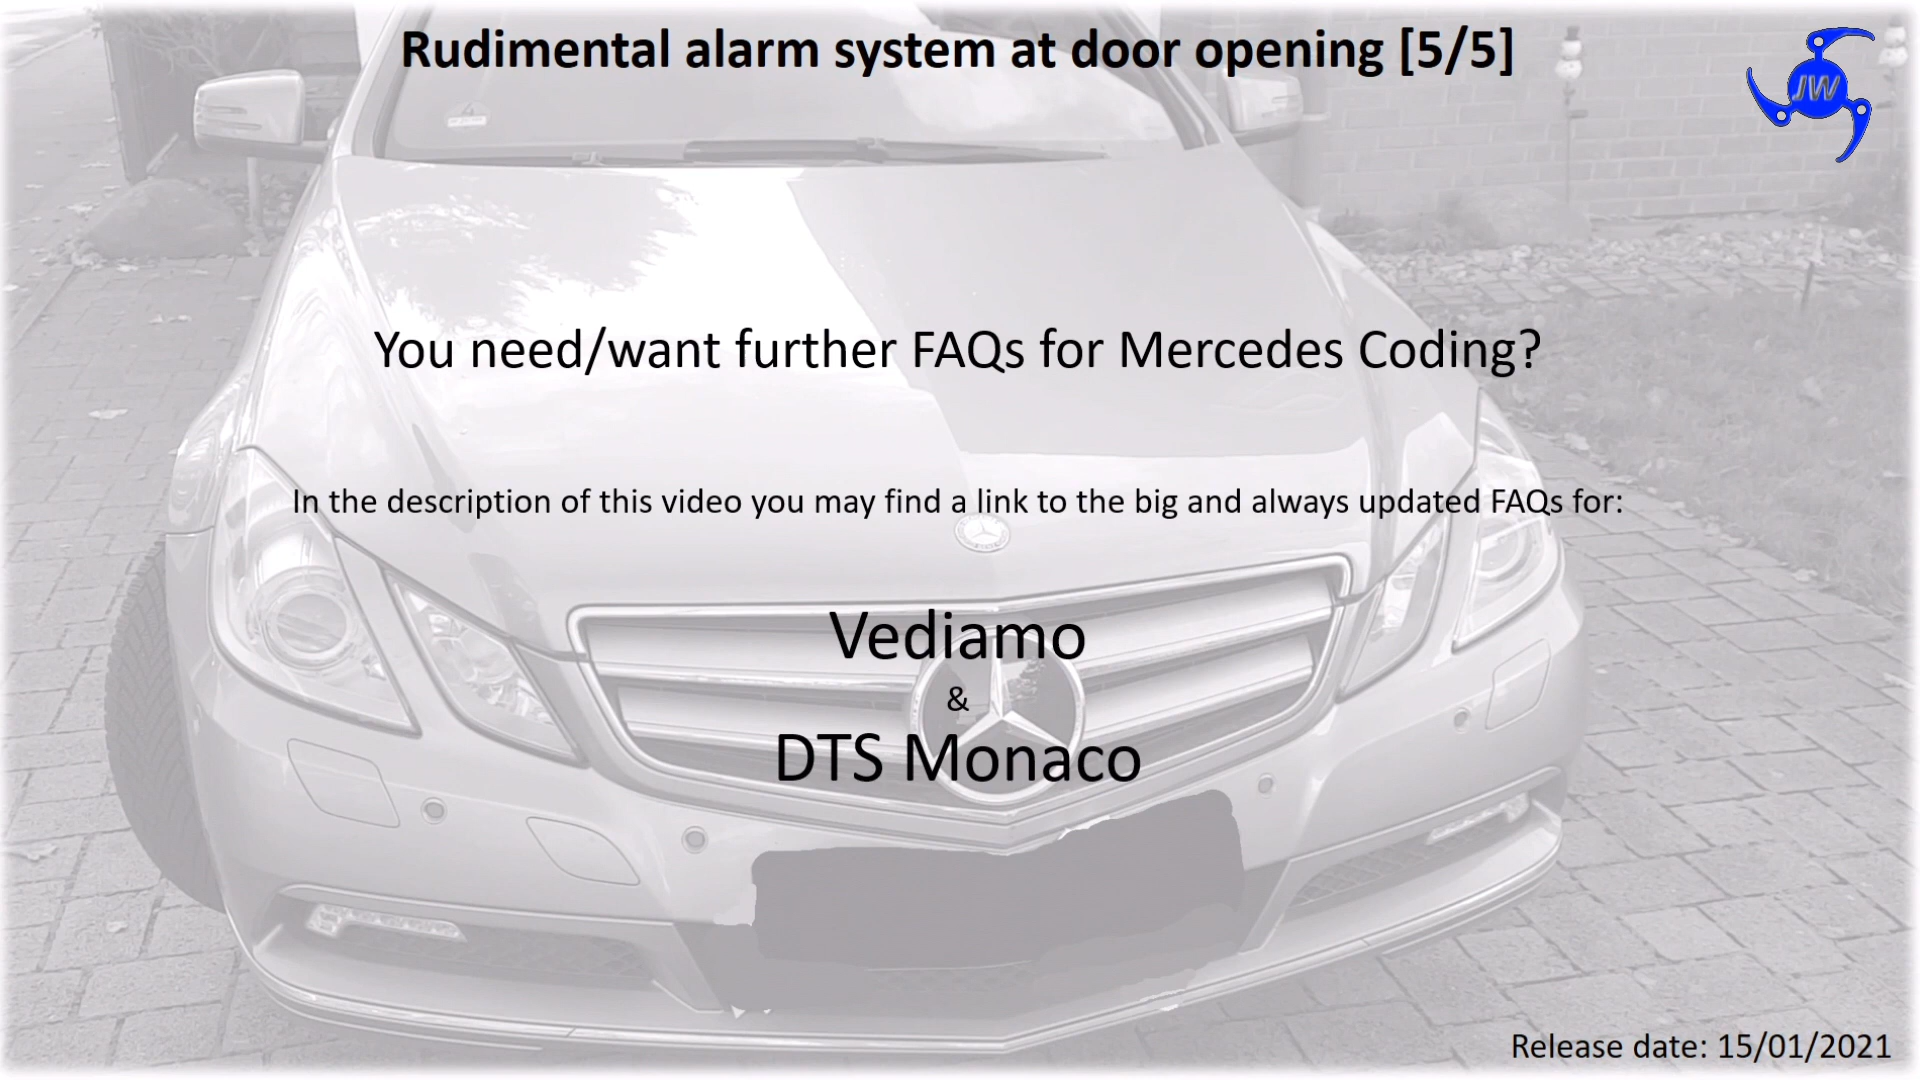 Rudimental alarm system at door opening [5/5]
JW
You need/want further FAQs for Mercedes Coding?
In the description of this video you may find a link to the big and always updated FAQs for:
Vediamo
&
DTS Monaco
Release date: 15/01/2021